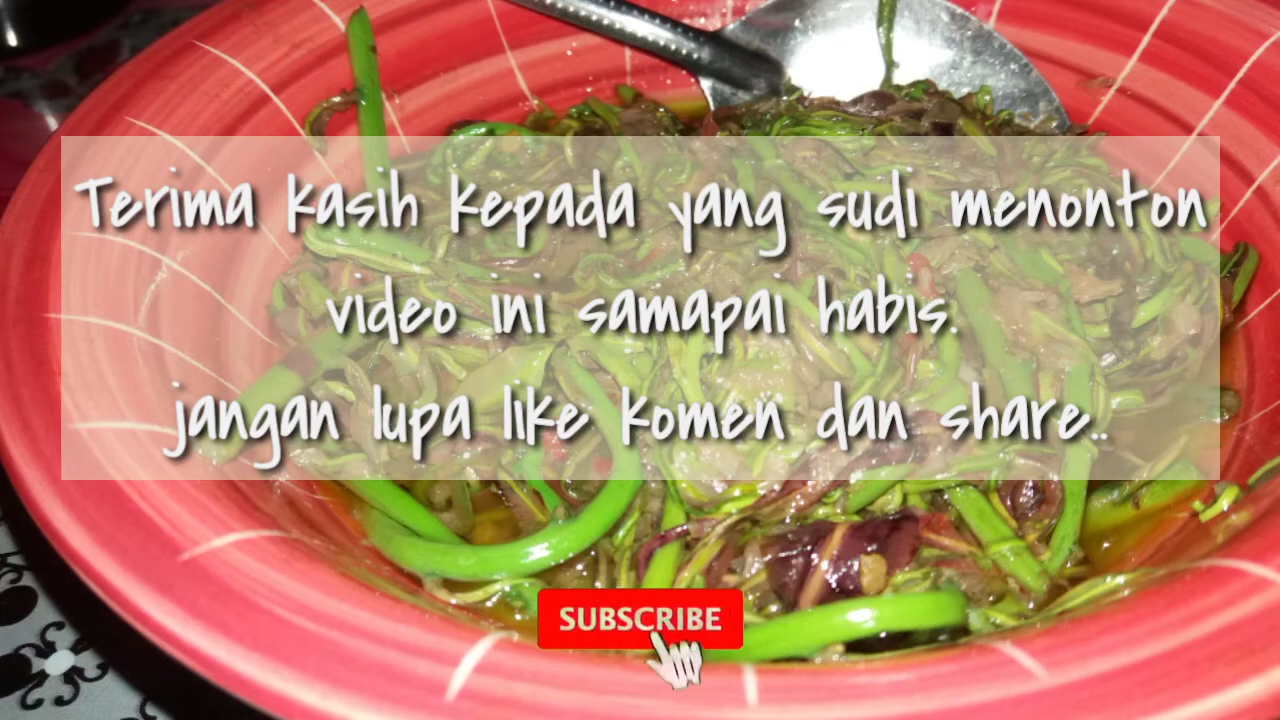 Terima kasih kepada yang sudi menonton
video ini samapai habis.
jangan lupa like komen dan share..
SUBSCRIBE